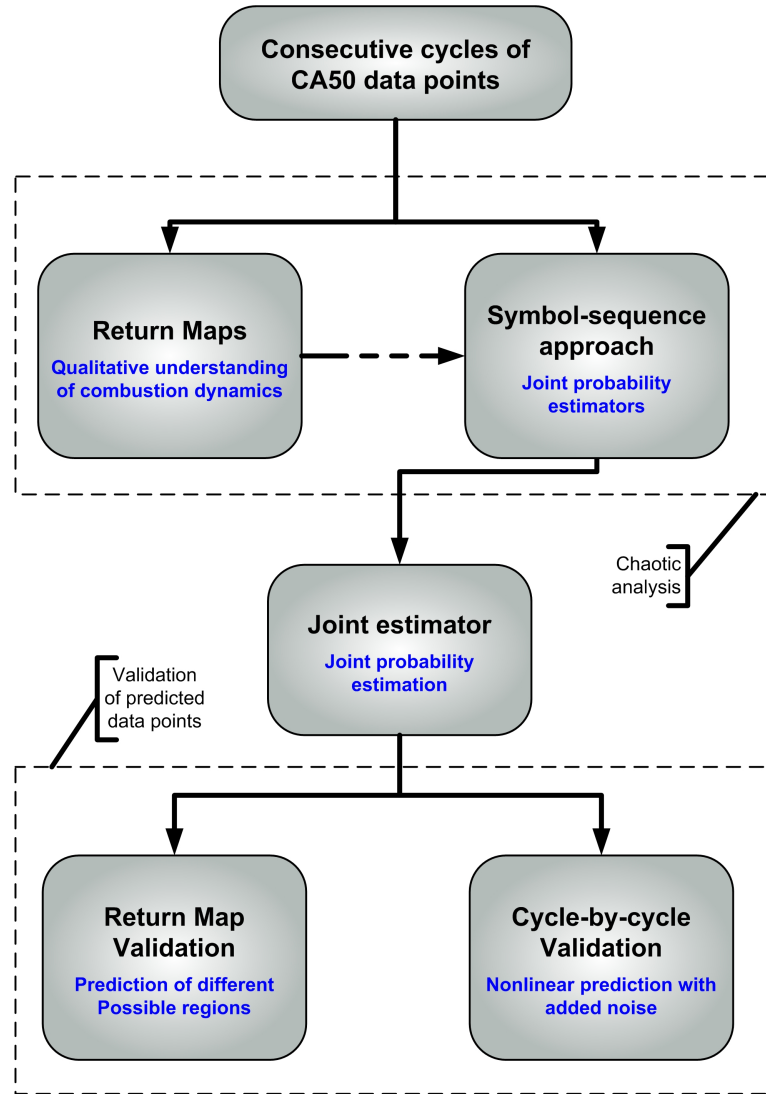 Consecutive cycles of
CA50 data points
Return Maps
Qualitative understanding
of combustion dynamics
Symbol-sequence
approach
Joint probability
estimators
Chaotic
analysis
Joint estimator
Joint probability
estimation
Validation
of predicted
data points
Return Map
Validation
Prediction of different
Possible regions
Cycle-by-cycle
Validation
Nonlinear prediction with
added noise